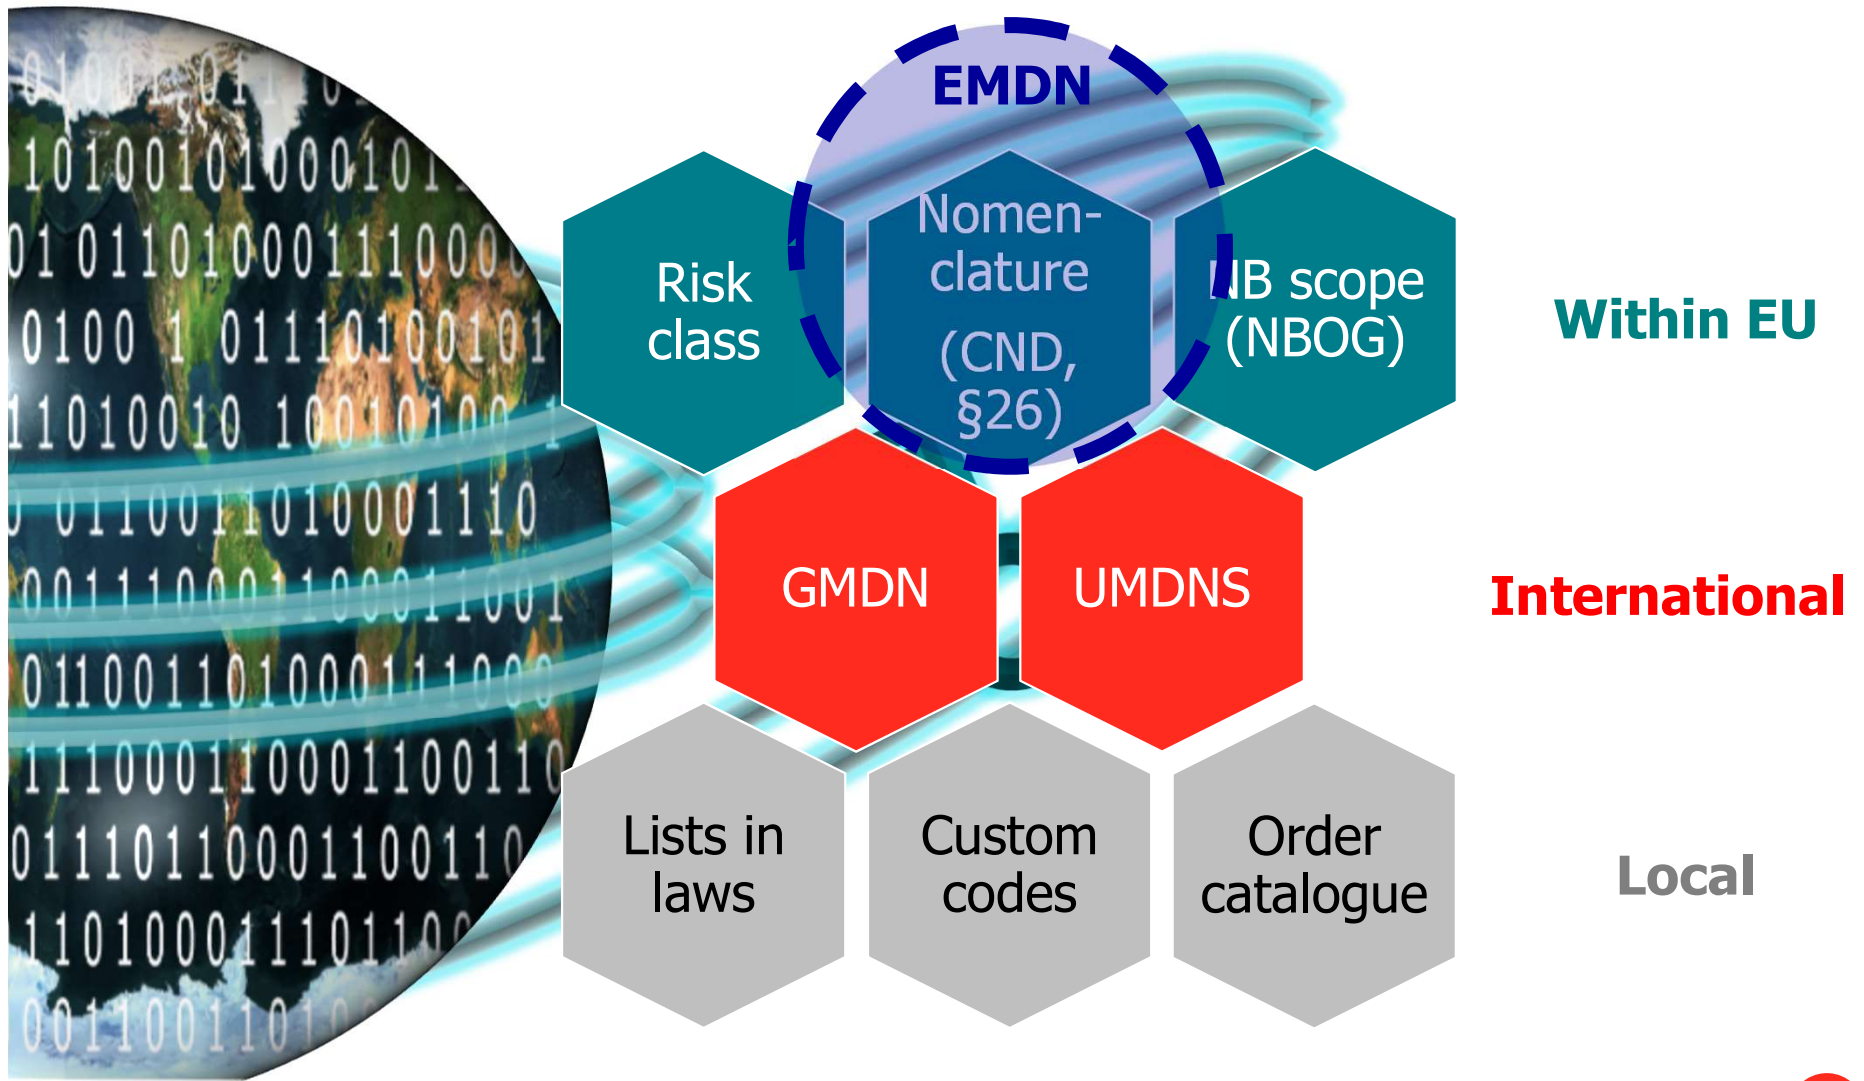 EMDN
Risk
class
Nomen-
clature
(CND,
§26)
NB scope
(NBOG)
Within EU
GMDN
UMDNS
International
Lists in
laws
Custom
codes
Order
catalogue
Local